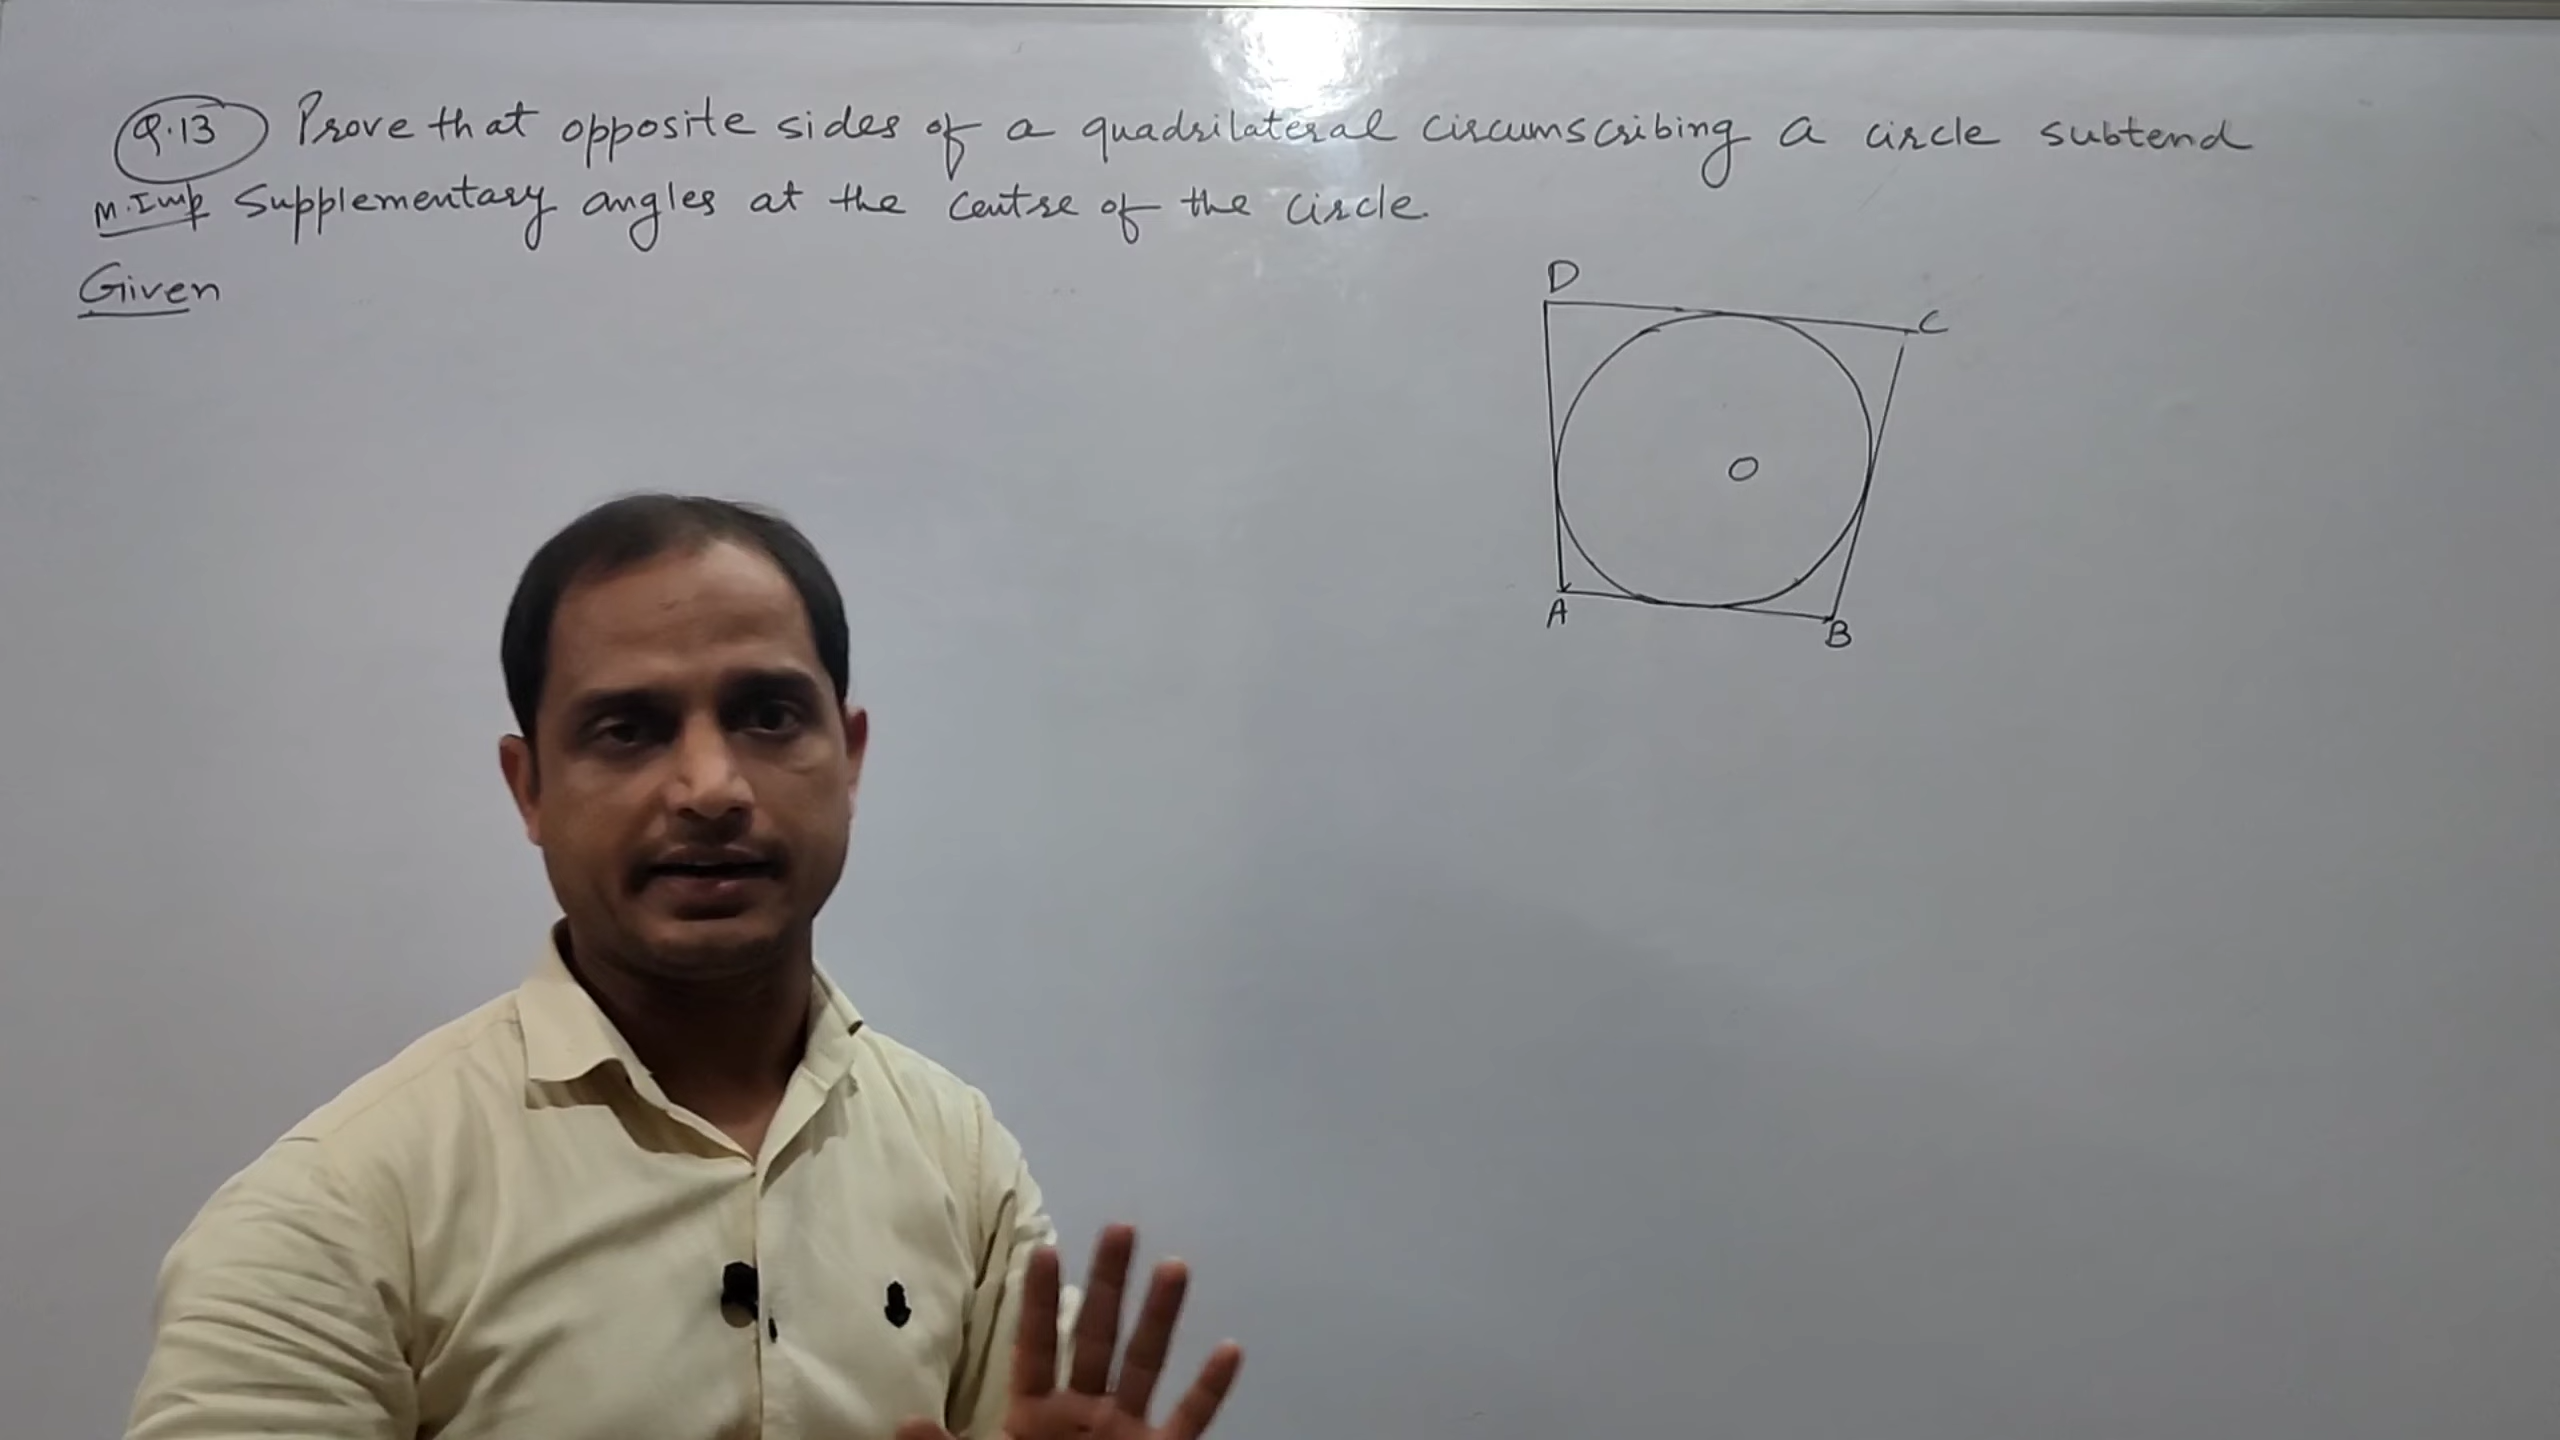 Q.13 Prove that opposite sides of a quadrilateral circumscribing a circle subtend
M.Imp Supplementary angles at the centre of the circle.
Given
D
C
O
A
B